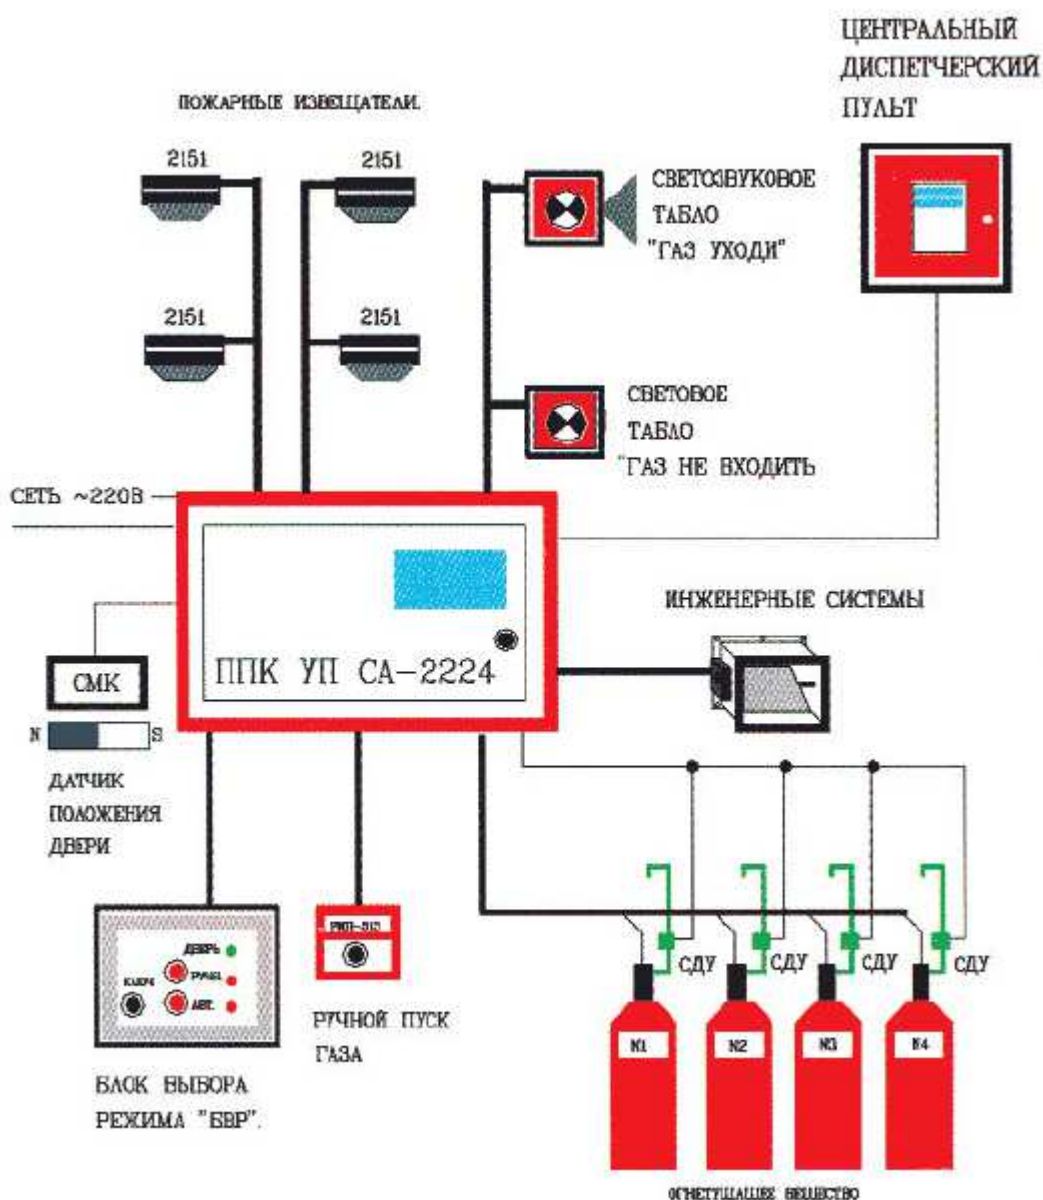 ЦЕНТРАЛЬНЫЙ
ДИСПЕТЧЕРСКИЙ
ПУЛЬТ
ПОЖАРНЫЕ ИЗВЕЩАТЕЛИ.
2151
2151
СВЕТОЗВУКОВОЕ
ТАБЛО
"ГАЗ УХОДИ"
2151
2151
СВЕТОВОЕ
ТАБЛО
"ГАЗ НЕ ВХОДИТЬ
СЕТЬ ~220В
ППК УП СА-2224
ИНЖЕНЕРНЫЕ СИСТЕМЫ
СМК
N
S
ДАТЧИК
ПОЛОЖЕНИЯ
ДВЕРИ
ДВЕРЬ
КЛЮЧ
АВТ.
РУЧНОЙ ПУСК
ГАЗА
БЛОК ВЫБОРА
РЕЖИМА "БВР".
СДУ
СДУ
СДУ
СДУ
N1
N2
N3
N4
ОГНЕТУШАЩЕЕ ВЕЩЕСТВО